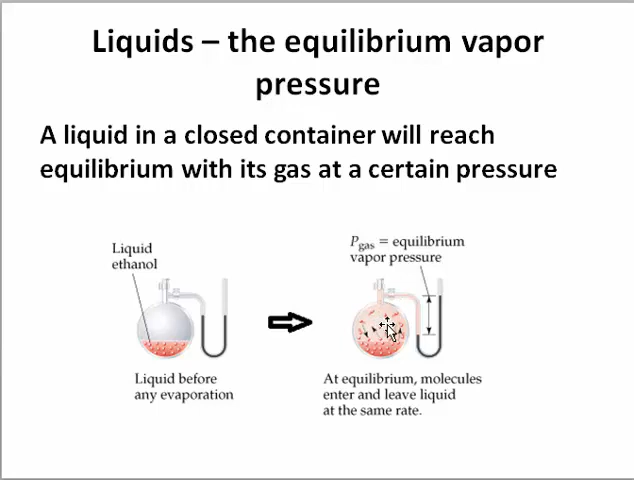 Liquids – the equilibrium vapor
pressure
A liquid in a closed container will reach
equilibrium with its gas at a certain pressure
Liquid
ethanol
Pgas = equilibrium
vapor pressure
Liquid before
any evaporation
At equilibrium, molecules
enter and leave liquid
at the same rate.